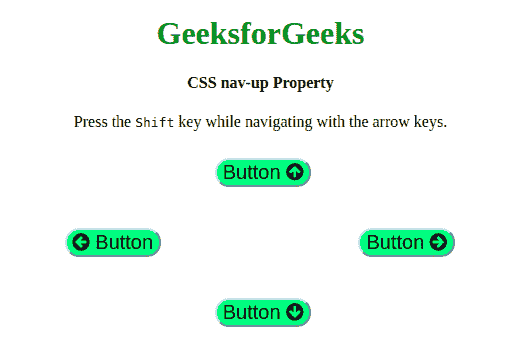 GeeksforGeeks
CSS nav-up Property
Press the Shift key while navigating with the arrow keys.
Button
Button
Button
Button